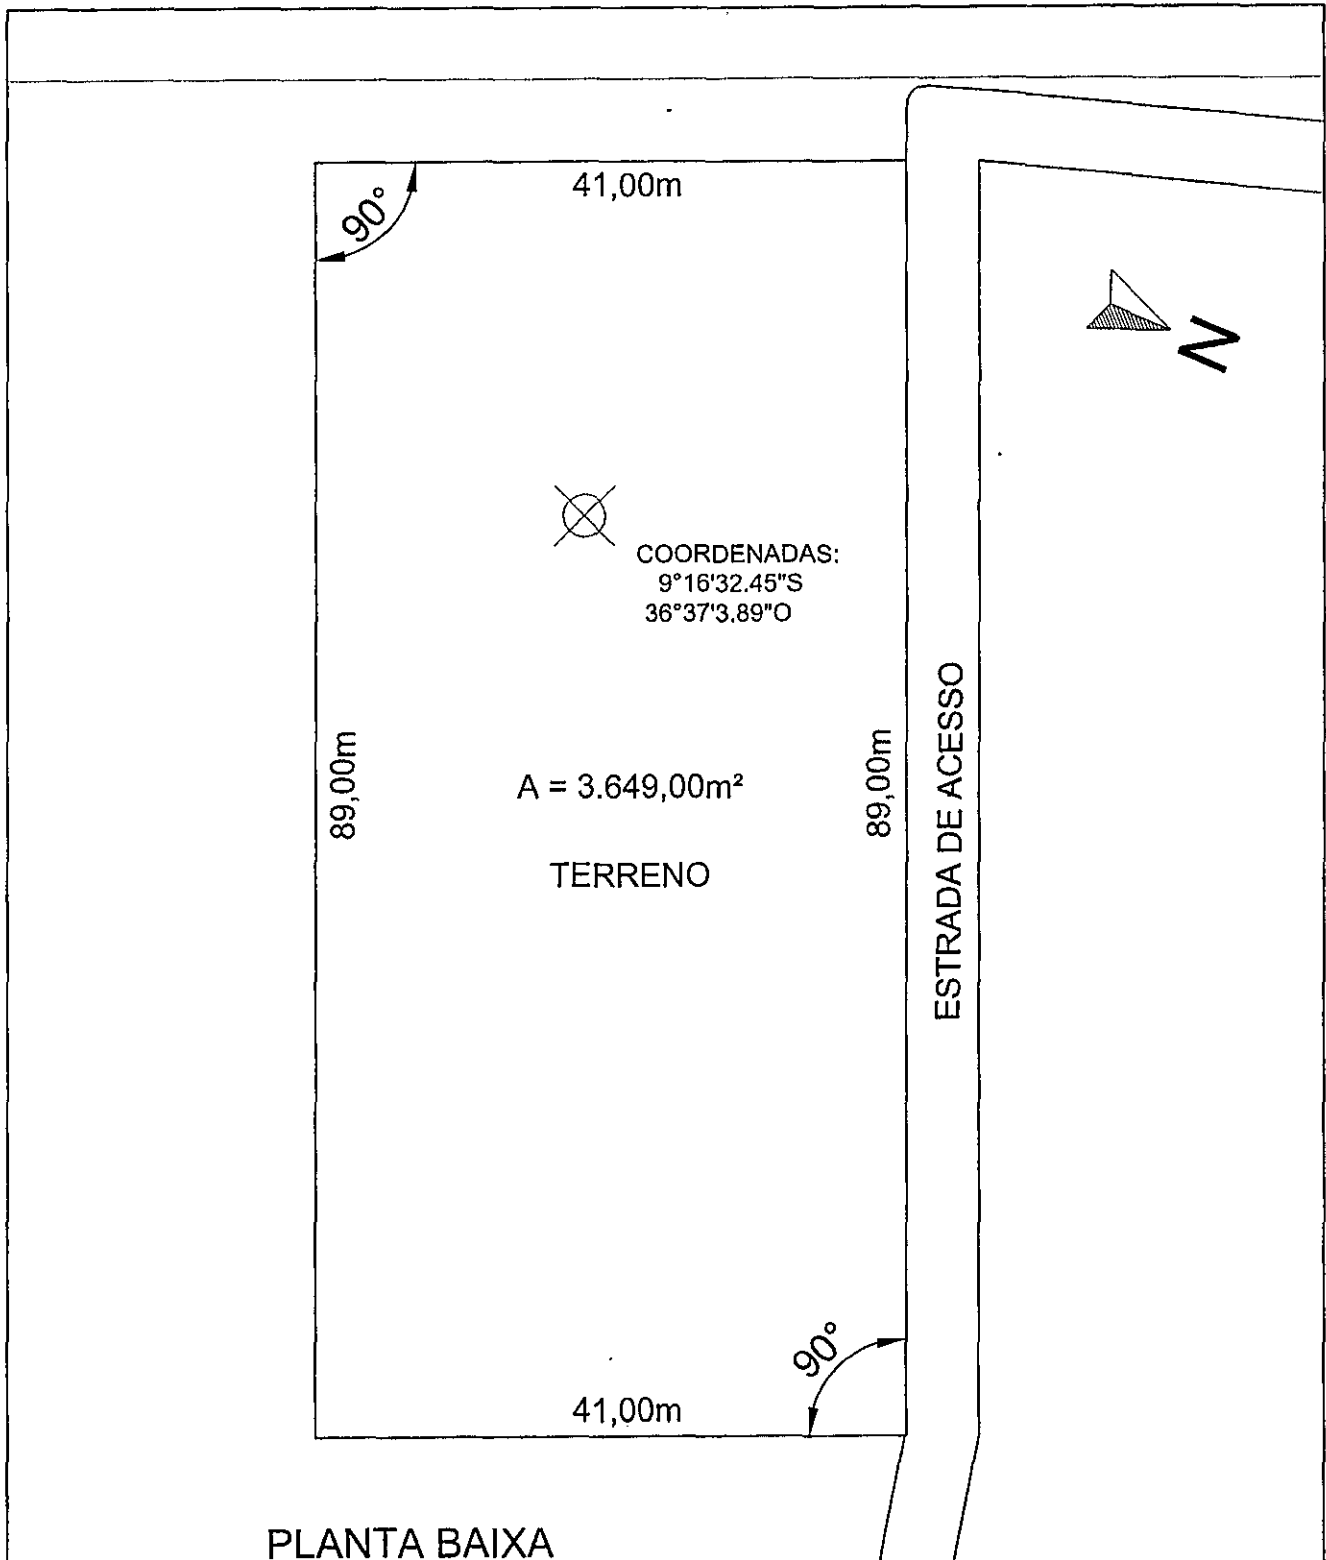 41,00m
90°
N
COORDENADAS:
9°16'32.45"S
36°37'3.89"O
89,00m
A = 3.649,00m²
89,00m
ESTRADA DE ACESSO
TERRENO
90°
41,00m
PLANTA BAIXA